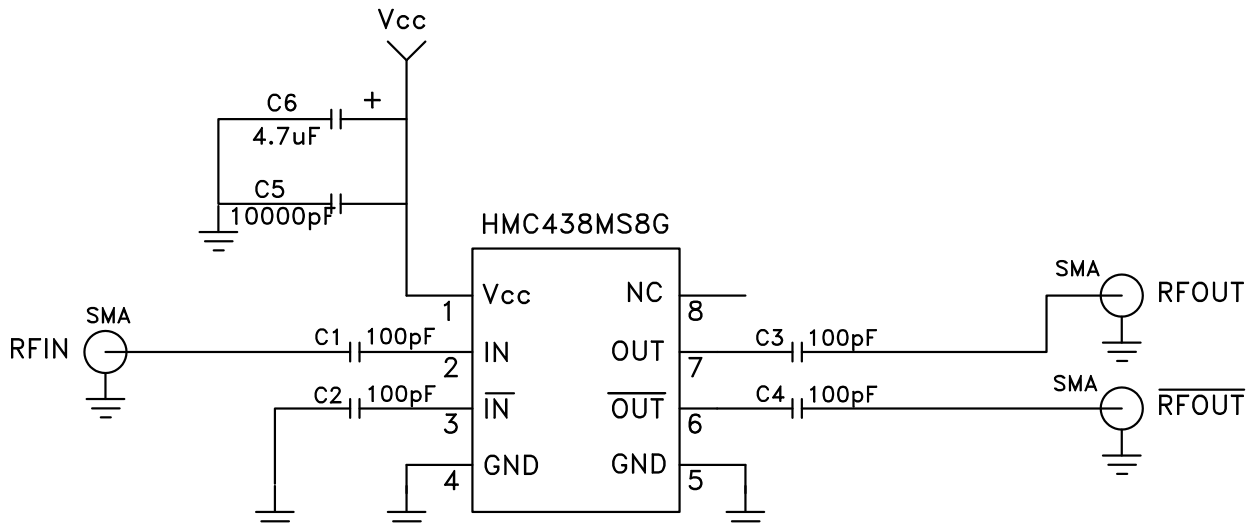 Vcc
C6
+
4.7uF
C5
10000pF
HMC438MS8G
Vcc
NC
1
8
SMA
RFOUT
SMA
RFIN
C1 100pF
IN
2
OUT
7
C3 100pF
C2 100pF
IN
3
OUT
6
C4 100pF
SMA
RFOUT
GND
4
GND
5